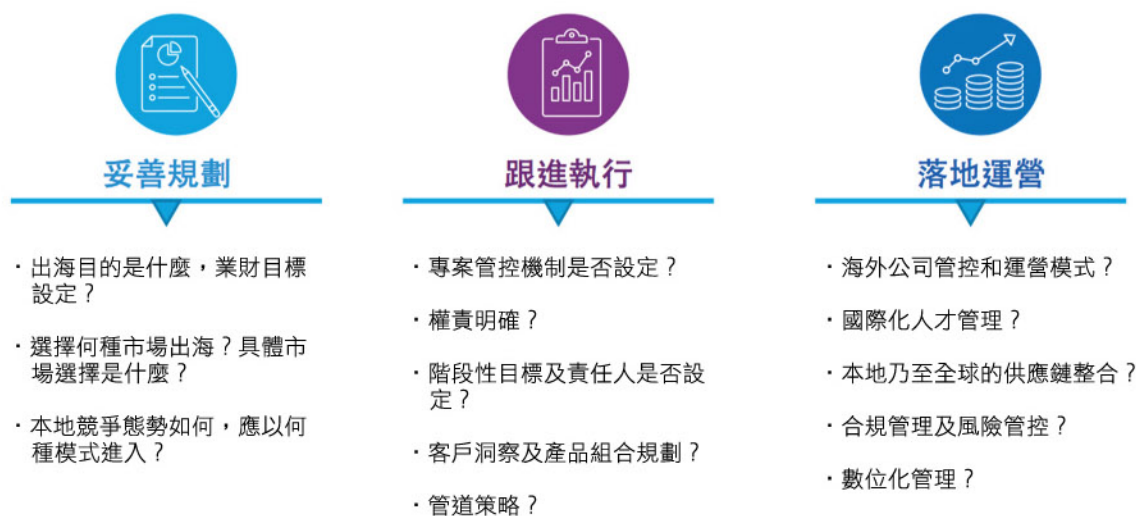 妥善規劃
· 出海目的是什麼，業財目標
設定？
· 選擇何種市場出海？具體市
場選擇是什麼？
· 本地競爭態勢如何，應以何
種模式進入？
跟進執行
· 專案管控機制是否設定？
· 權責明確？
· 階段性目標及責任人是否設
定？
· 客戶洞察及產品組合規劃？
· 管道策略？
落地運營
· 海外公司管控和運營模式？
· 國際化人才管理？
· 本地乃至全球的供應鏈整合？
· 合規管理及風險管控？
· 數位化管理？